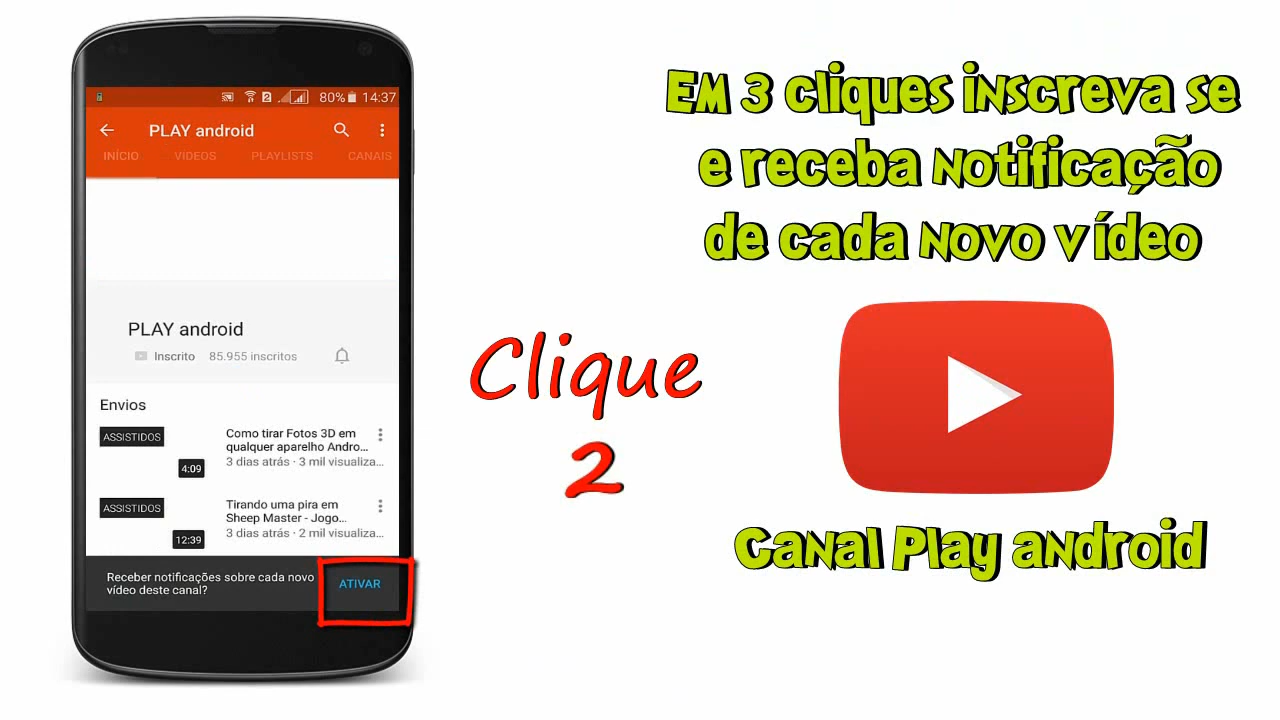 80% 14:37
PLAY android
INÍCIO VIDEOS PLAYLISTS CANAIS
PLAY android
Inscrito 85.955 inscritos
Envios
ASSISTIDOS
4:09
Como tirar Fotos 3D em
qualquer aparelho Andro...
3 dias atrás · 3 mil visualiza...
ASSISTIDOS
12:39
Tirando uma pira em
Sheep Master - Jogo...
3 dias atrás · 2 mil visualiza...
Receber notificações sobre cada novo
vídeo deste canal?
ATIVAR
Clique
2
EM 3 cliques inscreva se
e receba notificação
de cada novo vídeo
Canal Play android